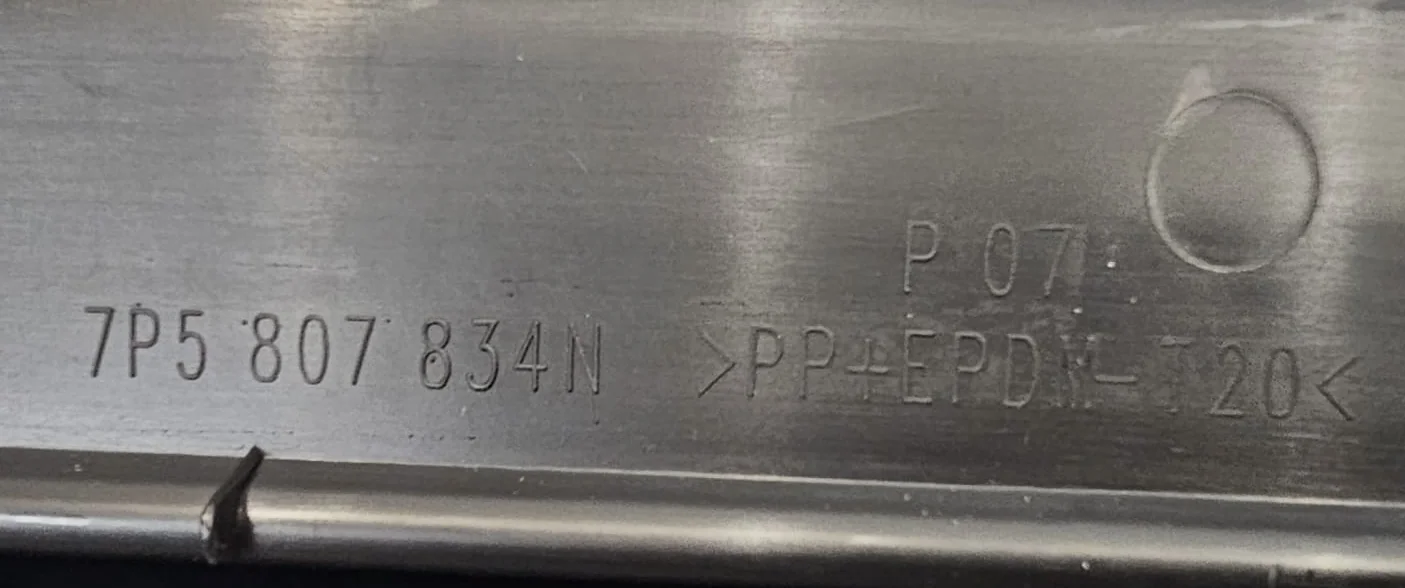 P 07
7P5 807 834N >PP+EPDM-T20<